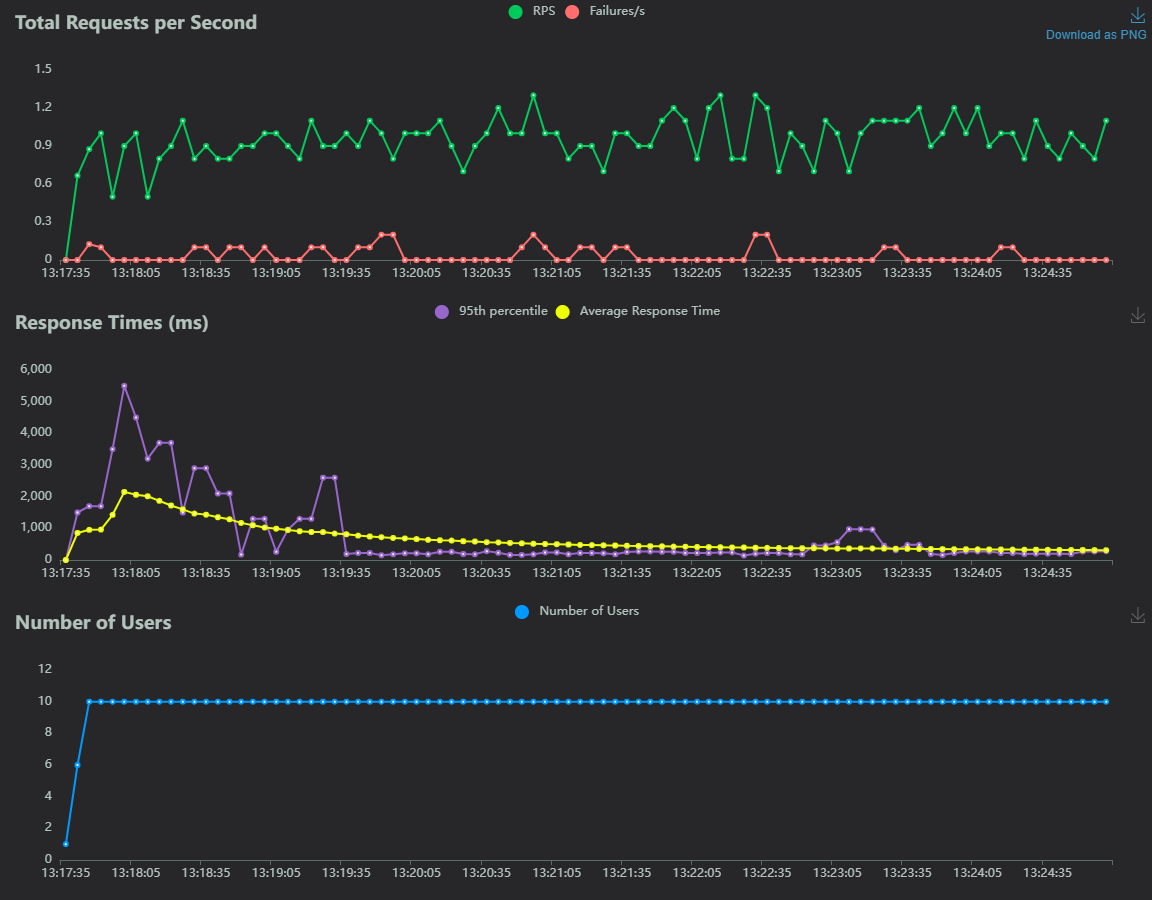 Total Requests per Second
RPS Failures/s
Download as PNG
1.5
1.2
0.9
0.6
0.3
0
13:17:35 13:18:05 13:18:35 13:19:05 13:19:35 13:20:05 13:20:35 13:21:05 13:21:35 13:22:05 13:22:35 13:23:05 13:23:35 13:24:05 13:24:35
Response Times (ms)
95th percentile Average Response Time
6,000
5,000
4,000
3,000
2,000
1,000
0
13:17:35 13:18:05 13:18:35 13:19:05 13:19:35 13:20:05 13:20:35 13:21:05 13:21:35 13:22:05 13:22:35 13:23:05 13:23:35 13:24:05 13:24:35
Number of Users
Number of Users
12
10
8
6
4
2
0
13:17:35 13:18:05 13:18:35 13:19:05 13:19:35 13:20:05 13:20:35 13:21:05 13:21:35 13:22:05 13:22:35 13:23:05 13:23:35 13:24:05 13:24:35